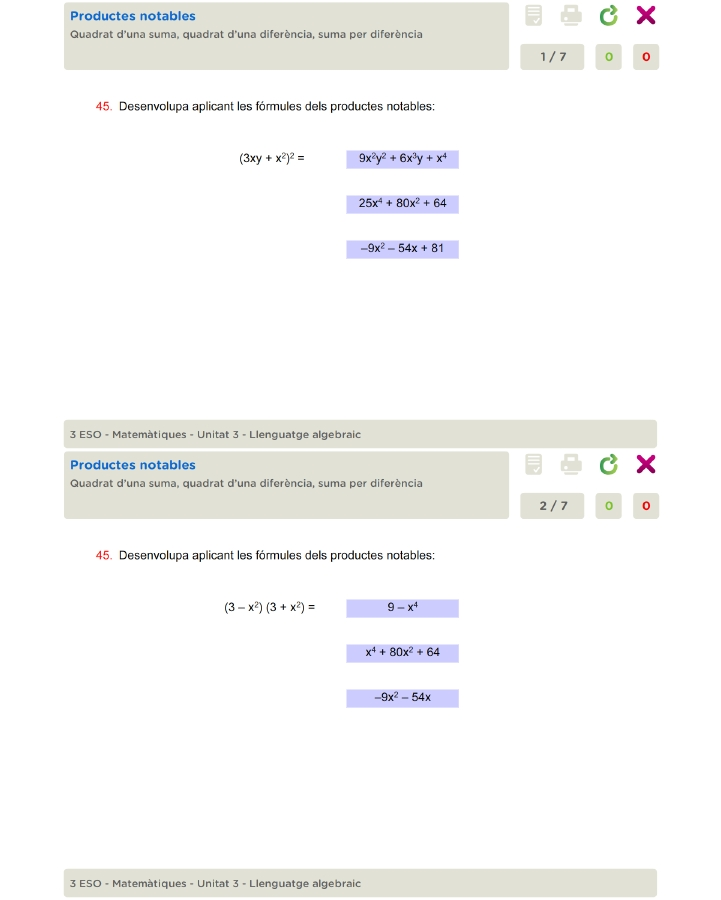 Productes notables
Quadrat d'una suma, quadrat d'una diferència, suma per diferència
1 / 7 0 0
45. Desenvolupa aplicant les fórmules dels productes notables:
(3xy + x²)² = 9x²y² + 6x³y + x⁴
25x⁴ + 80x² + 64
–9x² – 54x + 81
3 ESO - Matemàtiques - Unitat 3 - Llenguatge algebraic
Productes notables
Quadrat d'una suma, quadrat d'una diferència, suma per diferència
2 / 7 0 0
45. Desenvolupa aplicant les fórmules dels productes notables:
(3 – x²) (3 + x²) = 9 – x⁴
x⁴ + 80x² + 64
–9x² – 54x
3 ESO - Matemàtiques - Unitat 3 - Llenguatge algebraic